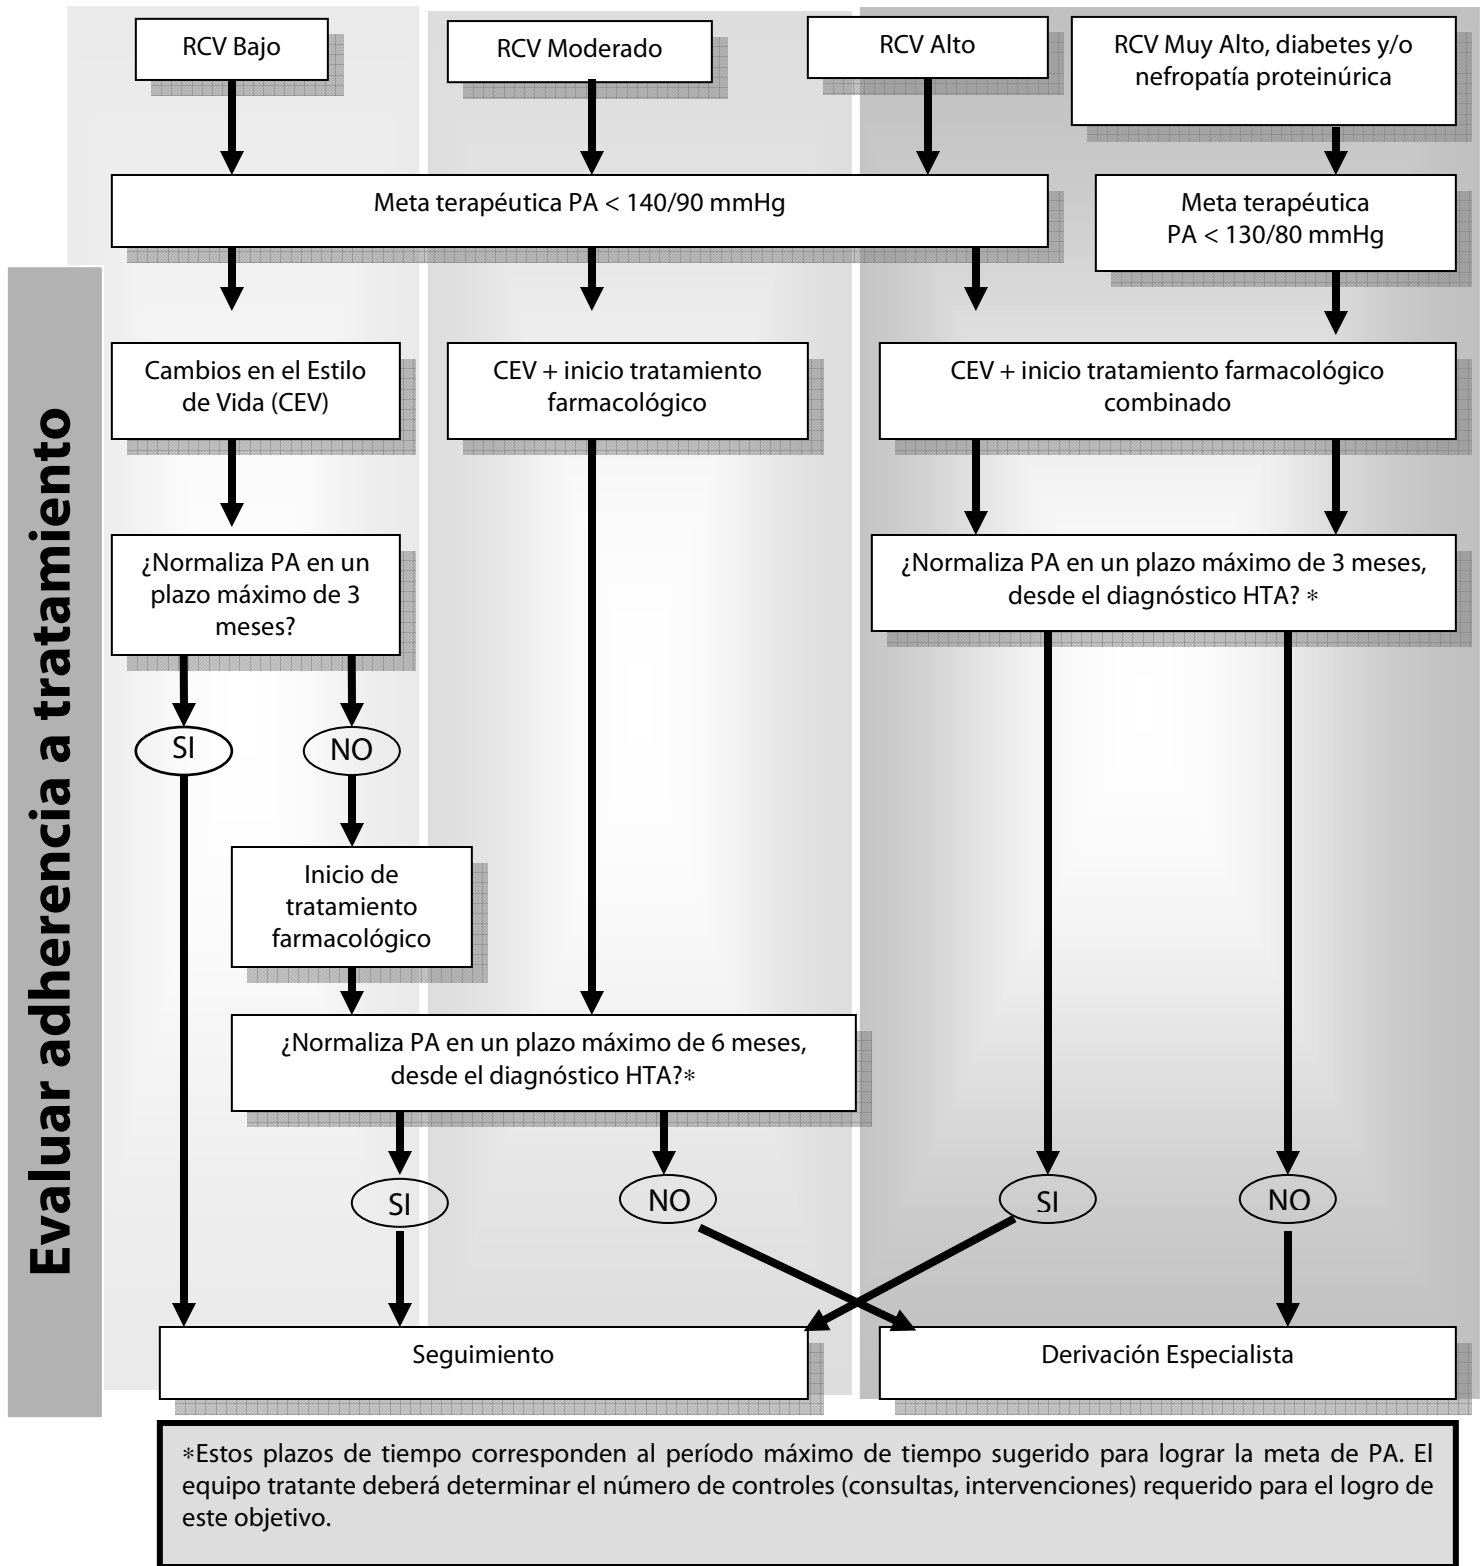 RCV Bajo
RCV Moderado
RCV Alto
RCV Muy Alto, diabetes y/o
nefropatía proteinúrica
Meta terapéutica PA < 140/90 mmHg
Meta terapéutica
PA < 130/80 mmHg
Evaluar adherencia a tratamiento
Cambios en el Estilo
de Vida (CEV)
CEV + inicio tratamiento
farmacológico
CEV + inicio tratamiento farmacológico
combinado
¿Normaliza PA en un
plazo máximo de 3
meses?
¿Normaliza PA en un plazo máximo de 3 meses,
desde el diagnóstico HTA? *
SI
NO
Inicio de
tratamiento
farmacológico
¿Normaliza PA en un plazo máximo de 6 meses,
desde el diagnóstico HTA?*
SI
NO
SI
NO
Seguimiento
Derivación Especialista
*Estos plazos de tiempo corresponden al período máximo de tiempo sugerido para lograr la meta de PA. El
equipo tratante deberá determinar el número de controles (consultas, intervenciones) requerido para el logro de
este objetivo.